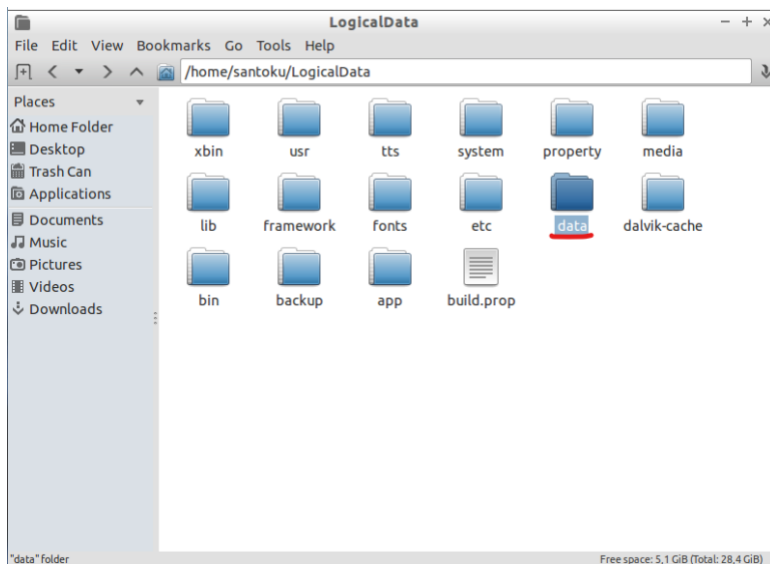 LogicalData
File Edit View Bookmarks Go Tools Help
/home/santoku/LogicalData
Places
Home Folder
Desktop
Trash Can
Applications
Documents
Music
Pictures
Videos
Downloads
xbin usr tts system property media
lib framework fonts etc data dalvik-cache
bin backup app build.prop
"data" folder
Free space: 5,1 GiB (Total: 28,4 GiB)